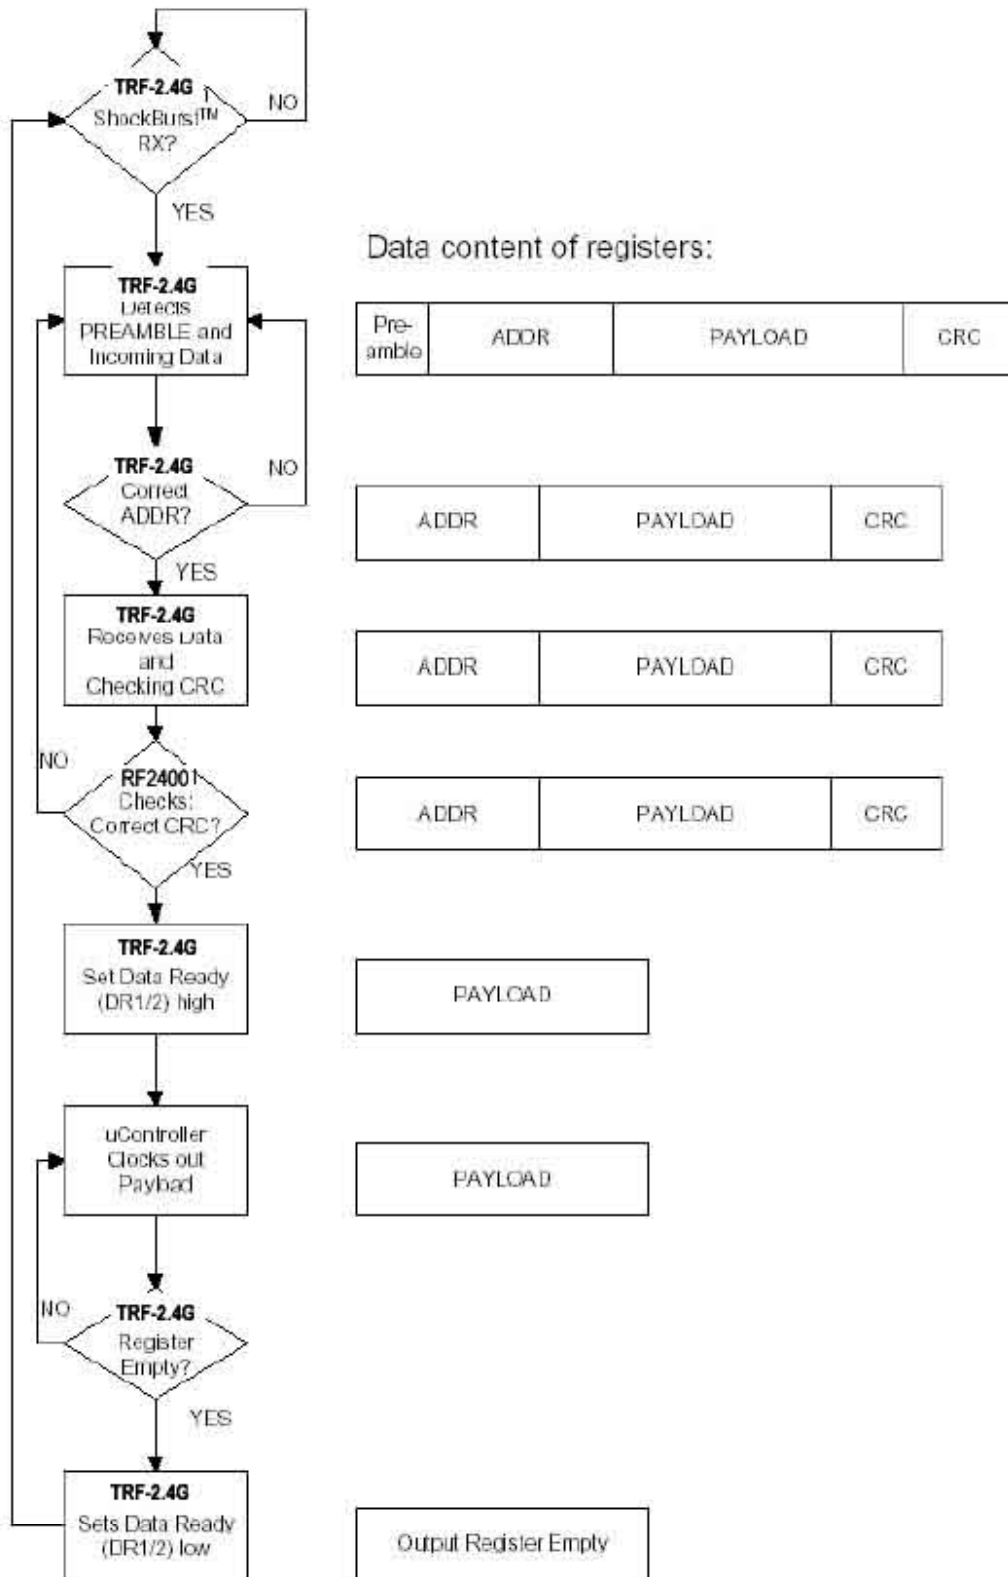 TRF-2.4G
ShockBurst™
RX?
NO
YES
Data content of registers:
TRF-2.4G
Detects
PREAMBLE and
Incoming Data
Pre-
amble
ADDR
PAYLOAD
CRC
TRF-2.4G
Correct
ADDR?
NO
YES
ADDR
PAYLOAD
CRC
TRF-2.4G
Receives Data
and
Checking CRC
ADDR
PAYLOAD
CRC
NO
Checks:
Correct CRC?
YES
ADDR
PAYLOAD
CRC
TRF-2.4G
Set Data Ready
(DR1/2) high
PAYLOAD
uController
Clocks out
Payload
PAYLOAD
NO
TRF-2.4G
Register
Empty?
YES
TRF-2.4G
Sets Data Ready
(DR1/2) low
Output Register Empty